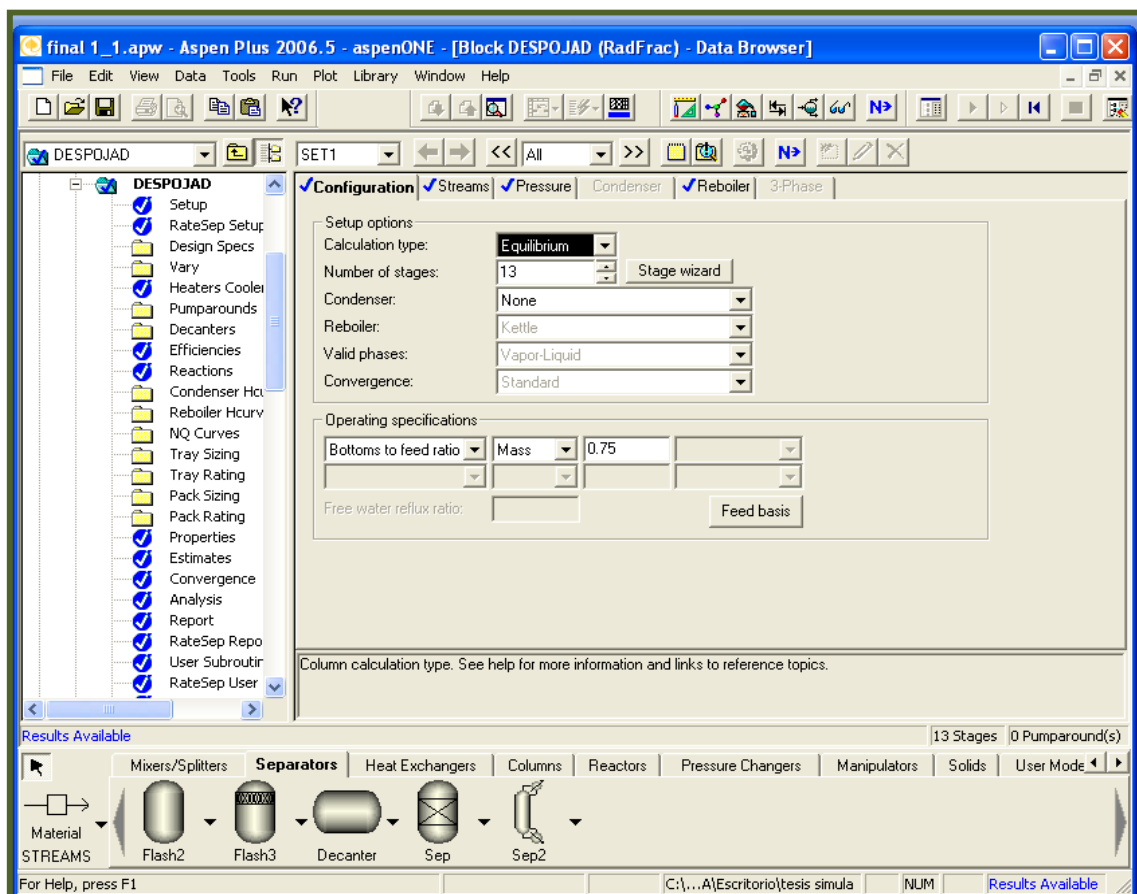 final 1_1.apw - Aspen Plus 2006.5 - aspenONE - [Block DESPOJAD (RadFrac) - Data Browser]
File Edit View Data Tools Run Plot Library Window Help
DESPOJAD SET1 << All >> N
DESPOJAD
Setup
RateSep Setup
Design Specs
Vary
Heaters Cooler
Pumparounds
Decanters
Efficiencies
Reactions
Condenser Hcu
Reboiler Hcurv
NQ Curves
Tray Sizing
Tray Rating
Pack Sizing
Pack Rating
Properties
Estimates
Convergence
Analysis
Report
RateSep Repo
User Subroutin
RateSep User
Configuration Streams Pressure Condenser Reboiler 3-Phase
Setup options
Calculation type: Equilibrium
Number of stages: 13 Stage wizard
Condenser: None
Reboiler: Kettle
Valid phases: Vapor-Liquid
Convergence: Standard
Operating specifications
Bottoms to feed ratio Mass 0.75
Free water reflux ratio: Feed basis
Column calculation type. See help for more information and links to reference topics.
Results Available 13 Stages 0 Pumparound(s)
Mixers/Splitters Separators Heat Exchangers Columns Reactors Pressure Changers Manipulators Solids User Mode
Material
STREAMS Flash2 Flash3 Decanter Sep Sep2
For Help, press F1 C:\...A\Escritorio\tesis simula NUM Results Available